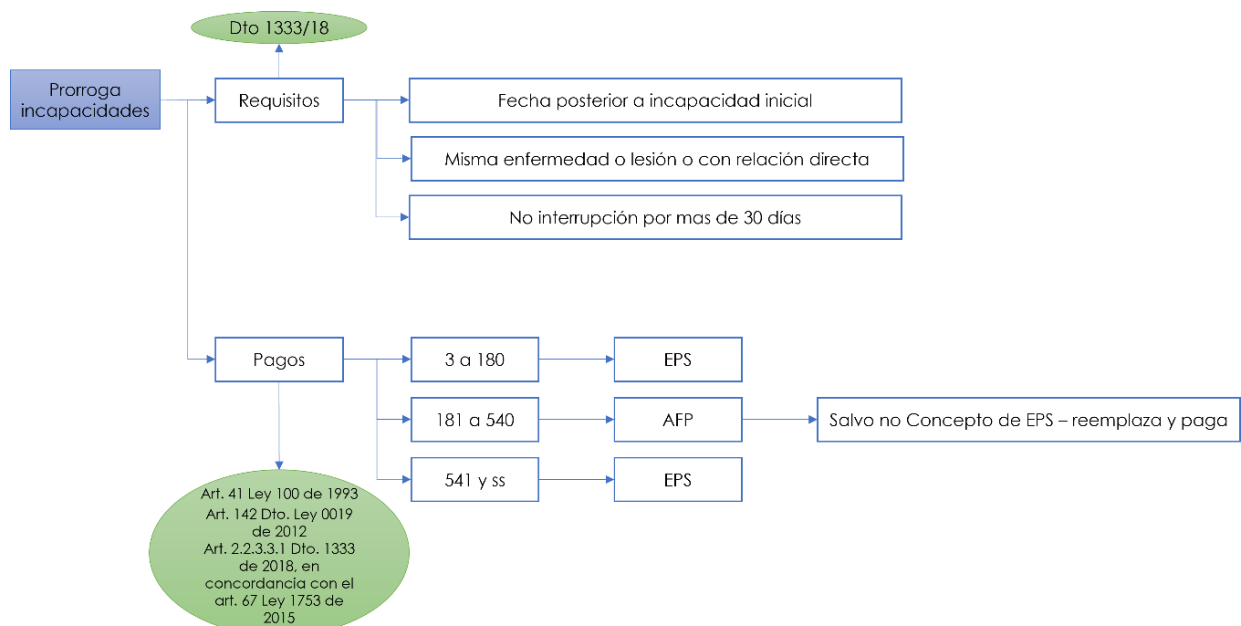 Dto 1333/18
Prorroga
incapacidades
Requisitos
Fecha posterior a incapacidad inicial
Misma enfermedad o lesión o con relación directa
No interrupción por mas de 30 días
Pagos
3 a 180
EPS
181 a 540
AFP
Salvo no Concepto de EPS – reemplaza y paga
541 y ss
EPS
Art. 41 Ley 100 de 1993
Art. 142 Dto. Ley 0019
de 2012
Art. 2.2.3.3.1 Dto. 1333
de 2018, en
concordancia con el
art. 67 Ley 1753 de
2015